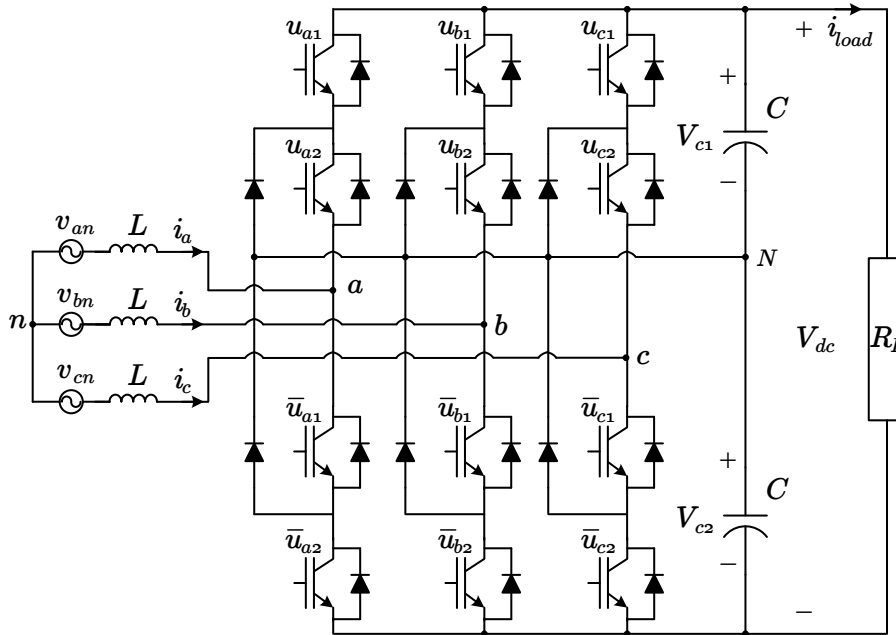 u_{a1} u_{b1} u_{c1} + i_{load}
+ C
V_{c1}
u_{a2} u_{b2} u_{c2}
−
v_{an} L i_a
N
a
v_{bn} L i_b
n b V_{dc}
v_{cn} L i_c c
ū_{a1} ū_{b1} ū_{c1}
+ C
V_{c2}
ū_{a2} ū_{b2} ū_{c2}
−
−